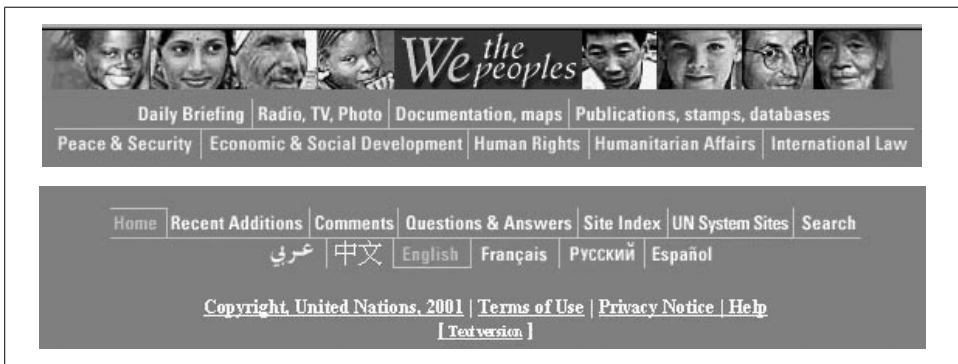 We the peoples
Daily Briefing | Radio, TV, Photo | Documentation, maps | Publications, stamps, databases
Peace & Security | Economic & Social Development | Human Rights | Humanitarian Affairs | International Law
Home | Recent Additions | Comments | Questions & Answers | Site Index | UN System Sites | Search
عربي | 中文 | English | Français | Русский | Español
Copyright, United Nations, 2001 | Terms of Use | Privacy Notice | Help
[ Text version ]